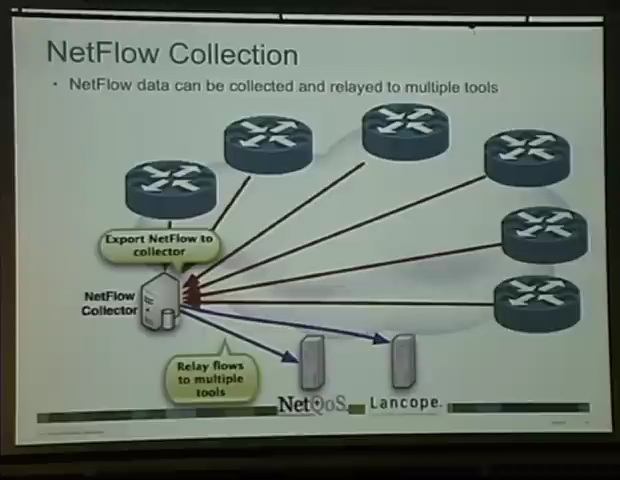 NetFlow Collection
• NetFlow data can be collected and relayed to multiple tools
Export NetFlow to
collector
NetFlow
Collector
Relay flows
to multiple
tools
NetQoS.
Lancope.